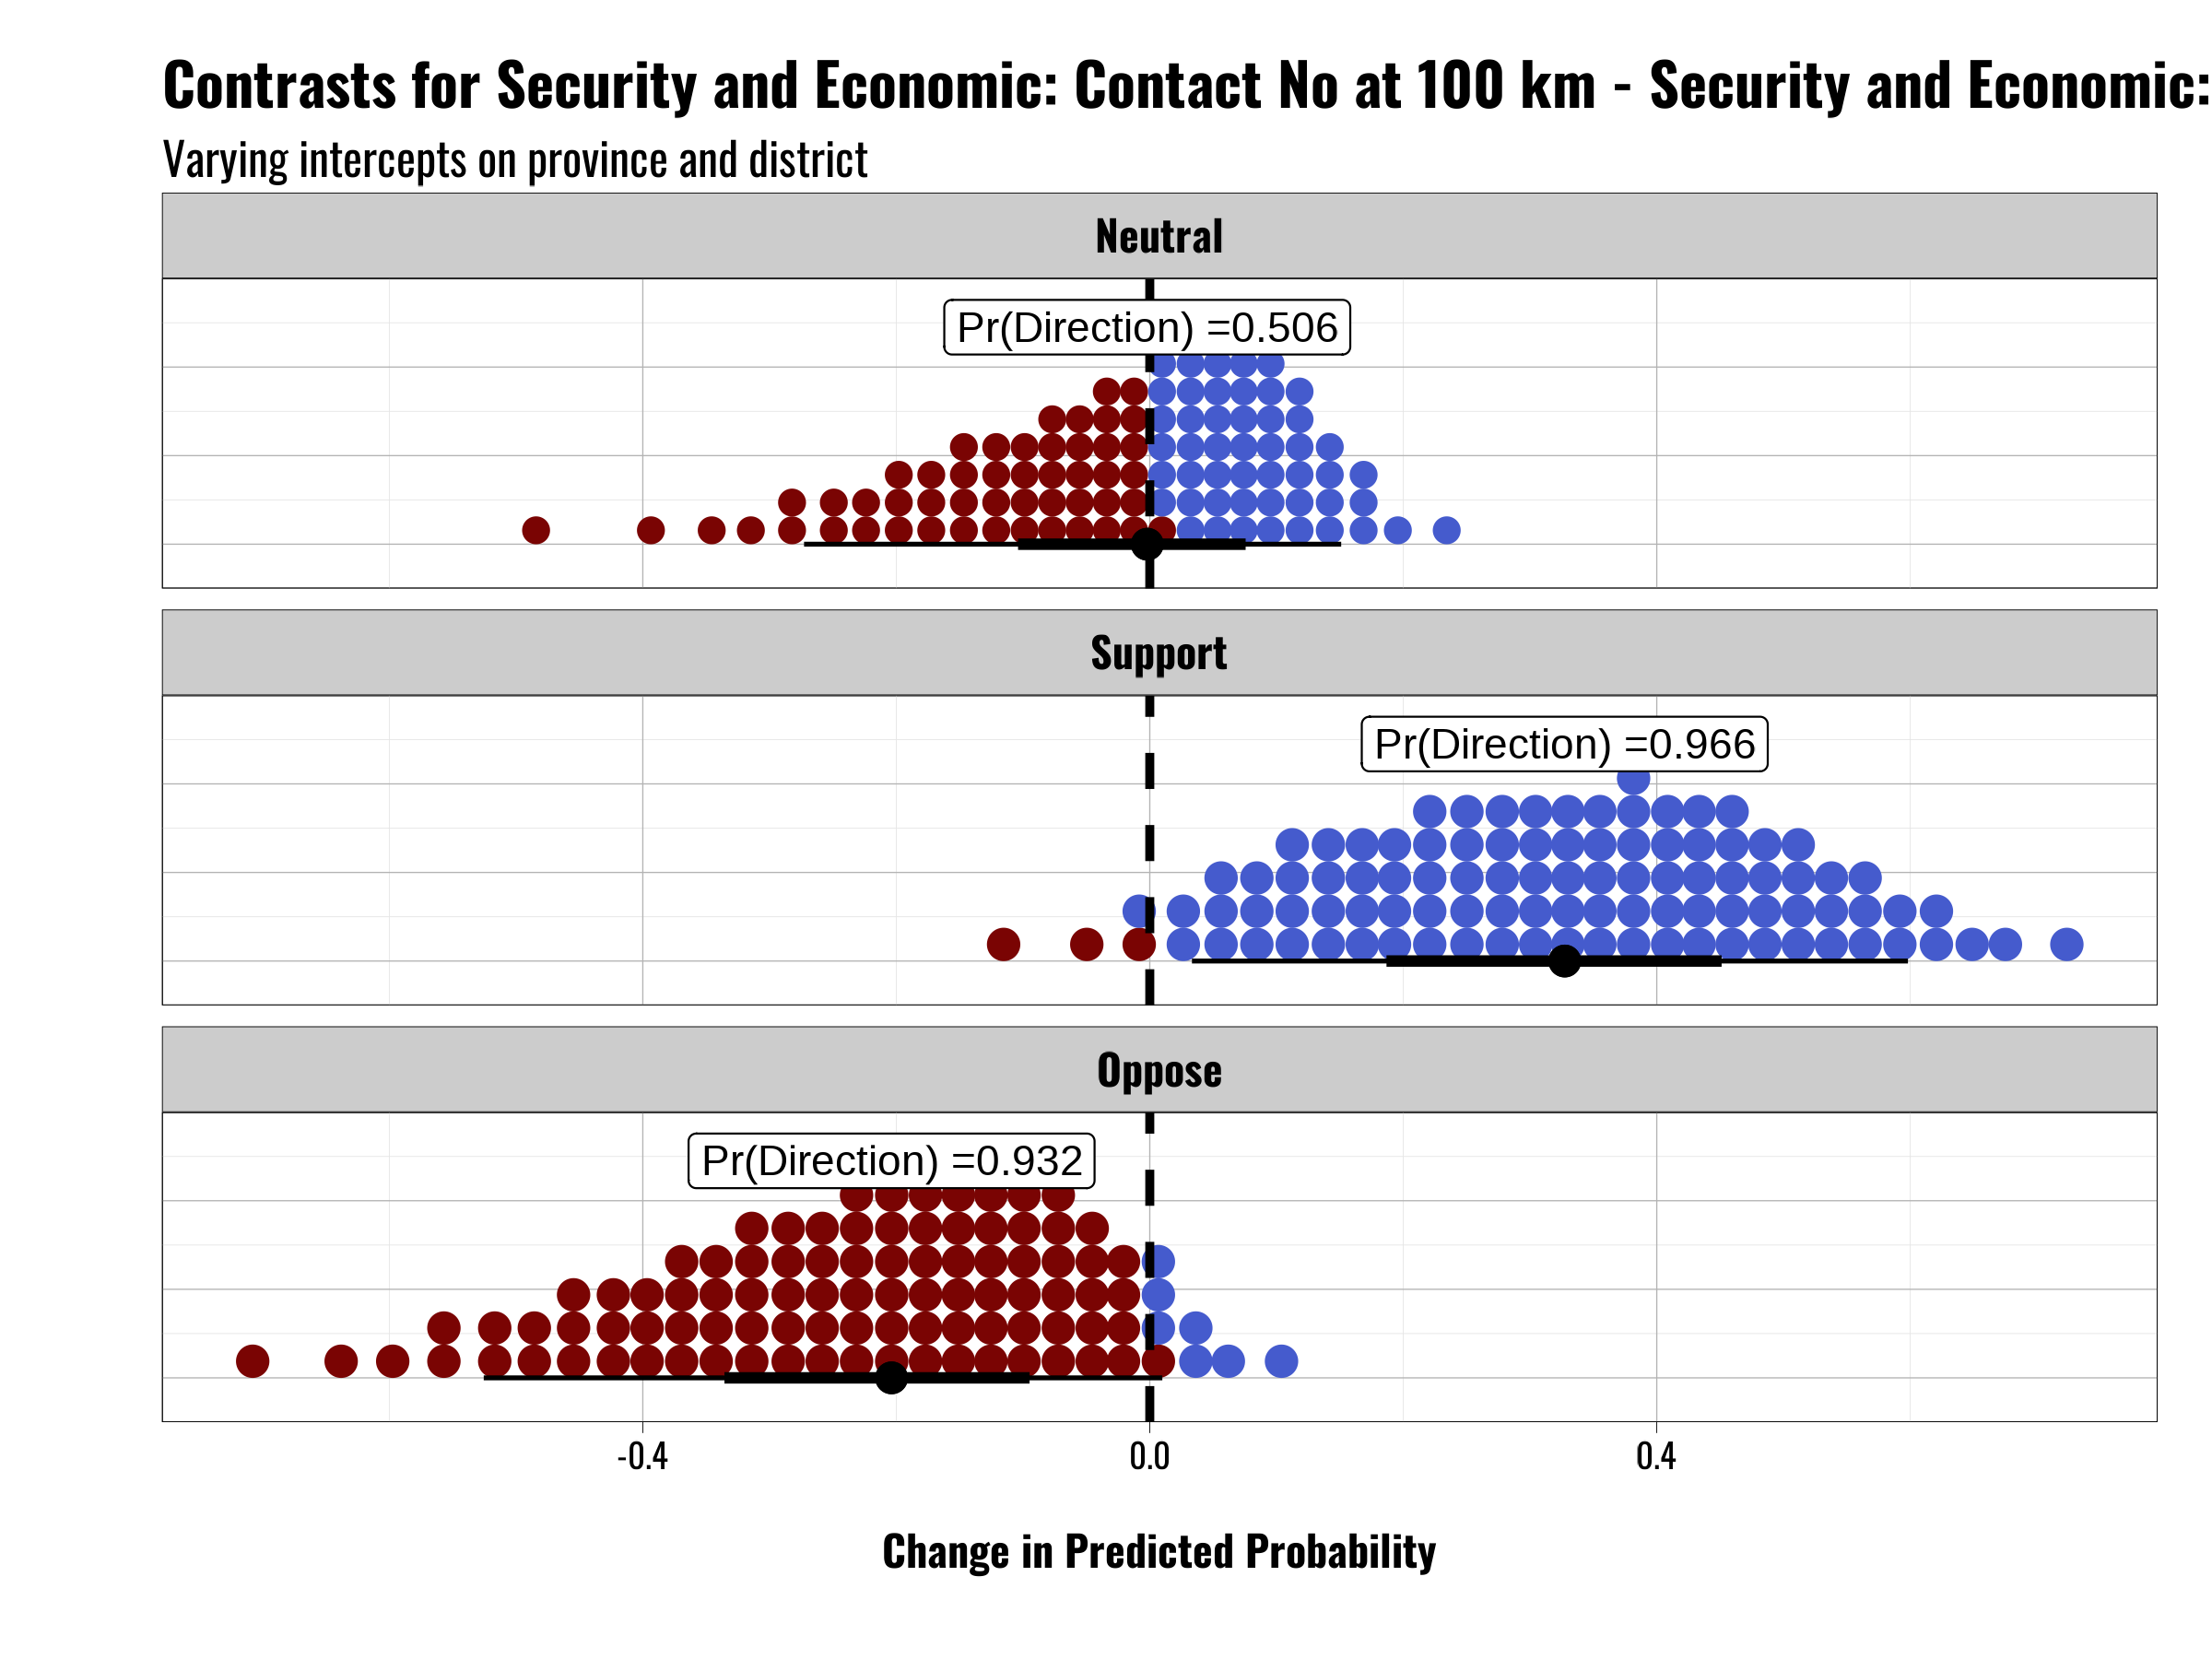 Contrasts for Security and Economic: Contact No at 100 km - Security and Economic:
Varying intercepts on province and district
Neutral
Pr(Direction) =0.506
Support
Pr(Direction) =0.966
Oppose
Pr(Direction) =0.932
-0.4 0.0 0.4
Change in Predicted Probability